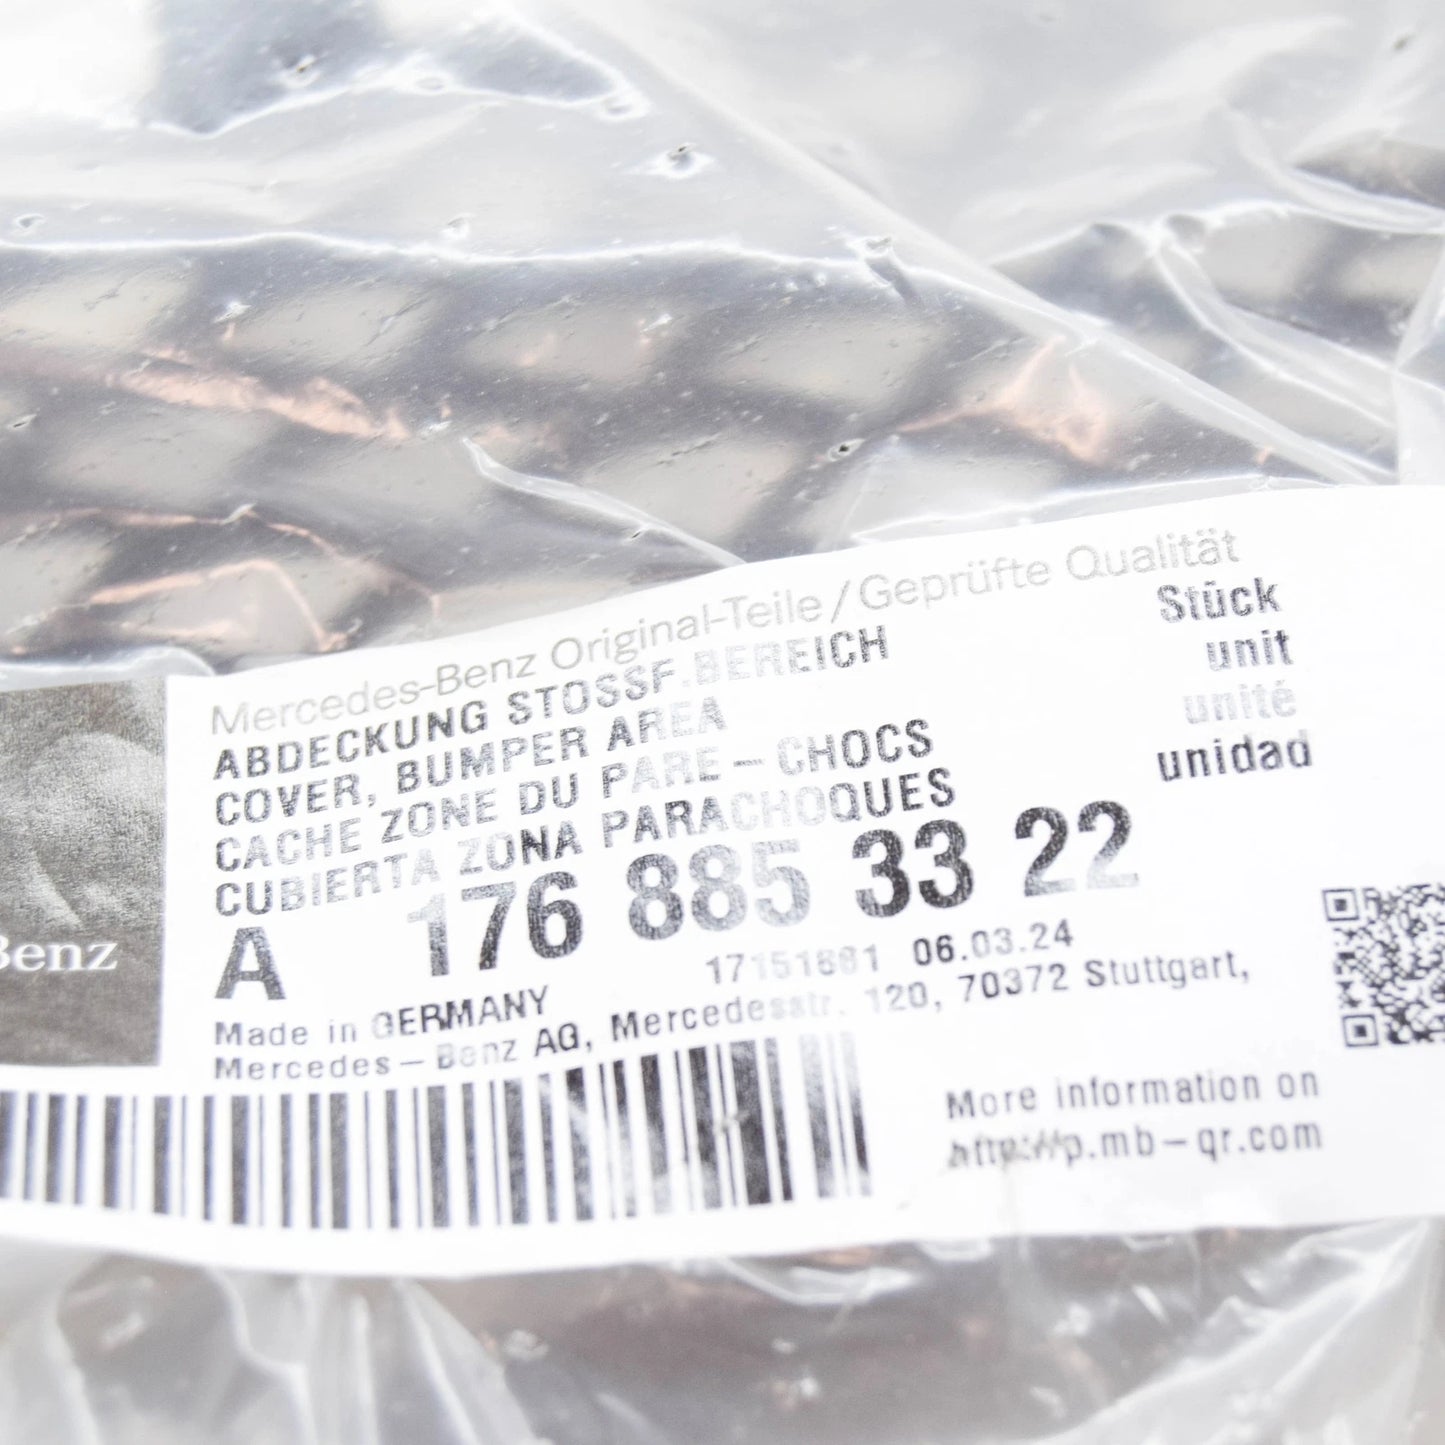 Mercedes-Benz Original-Teile / Geprüfte Qualität
ABDECKUNG STOSSF.BEREICH
COVER, BUMPER AREA
CACHE ZONE DU PARE-CHOCS
CUBIERTA ZONA PARACHOQUES
Stück
unit
unité
unidad
A 176 885 33 22
17151881 06.03.24
Made in GERMANY
Mercedes-Benz AG, Mercedesstr. 120, 70372 Stuttgart,
Benz
More information on
http://p.mb-qr.com